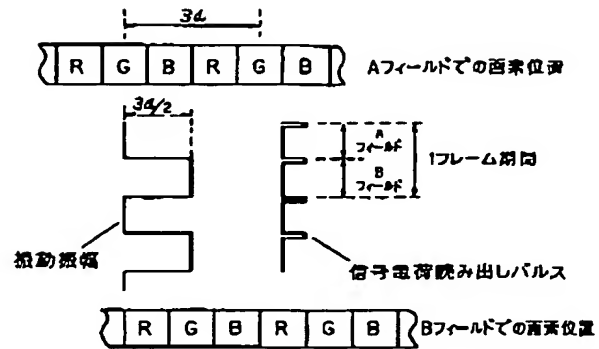 3d
R G B R G B
Aフィールドでの画素位置
3d/2
A
フィールド
B
フィールド
1フレーム期間
振動振幅
信号電荷読み出しパルス
R G B R G B
Bフィールドでの画素位置